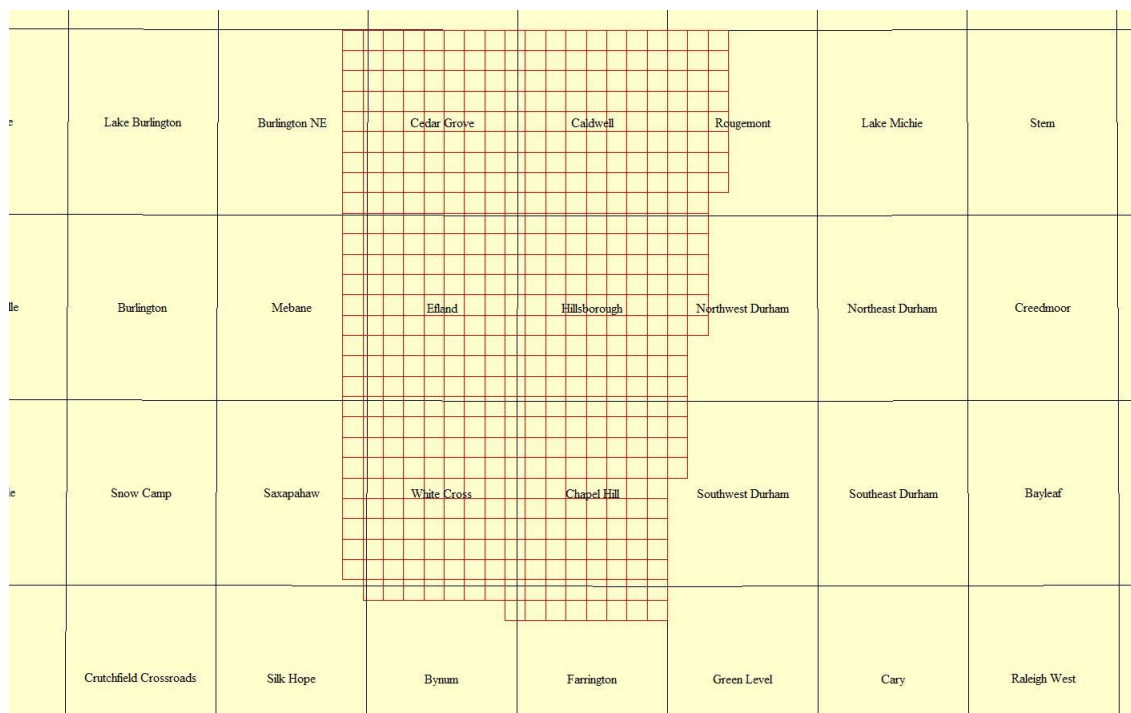 Lake Burlington
Burlington NE
Cedar Grove
Caldwell
Rougemont
Lake Michie
Stem
Burlington
Mebane
Efland
Hillsborough
Northwest Durham
Northeast Durham
Creedmoor
Snow Camp
Saxapahaw
White Cross
Chapel Hill
Southwest Durham
Southeast Durham
Bayleaf
Crutchfield Crossroads
Silk Hope
Bynum
Farrington
Green Level
Cary
Raleigh West